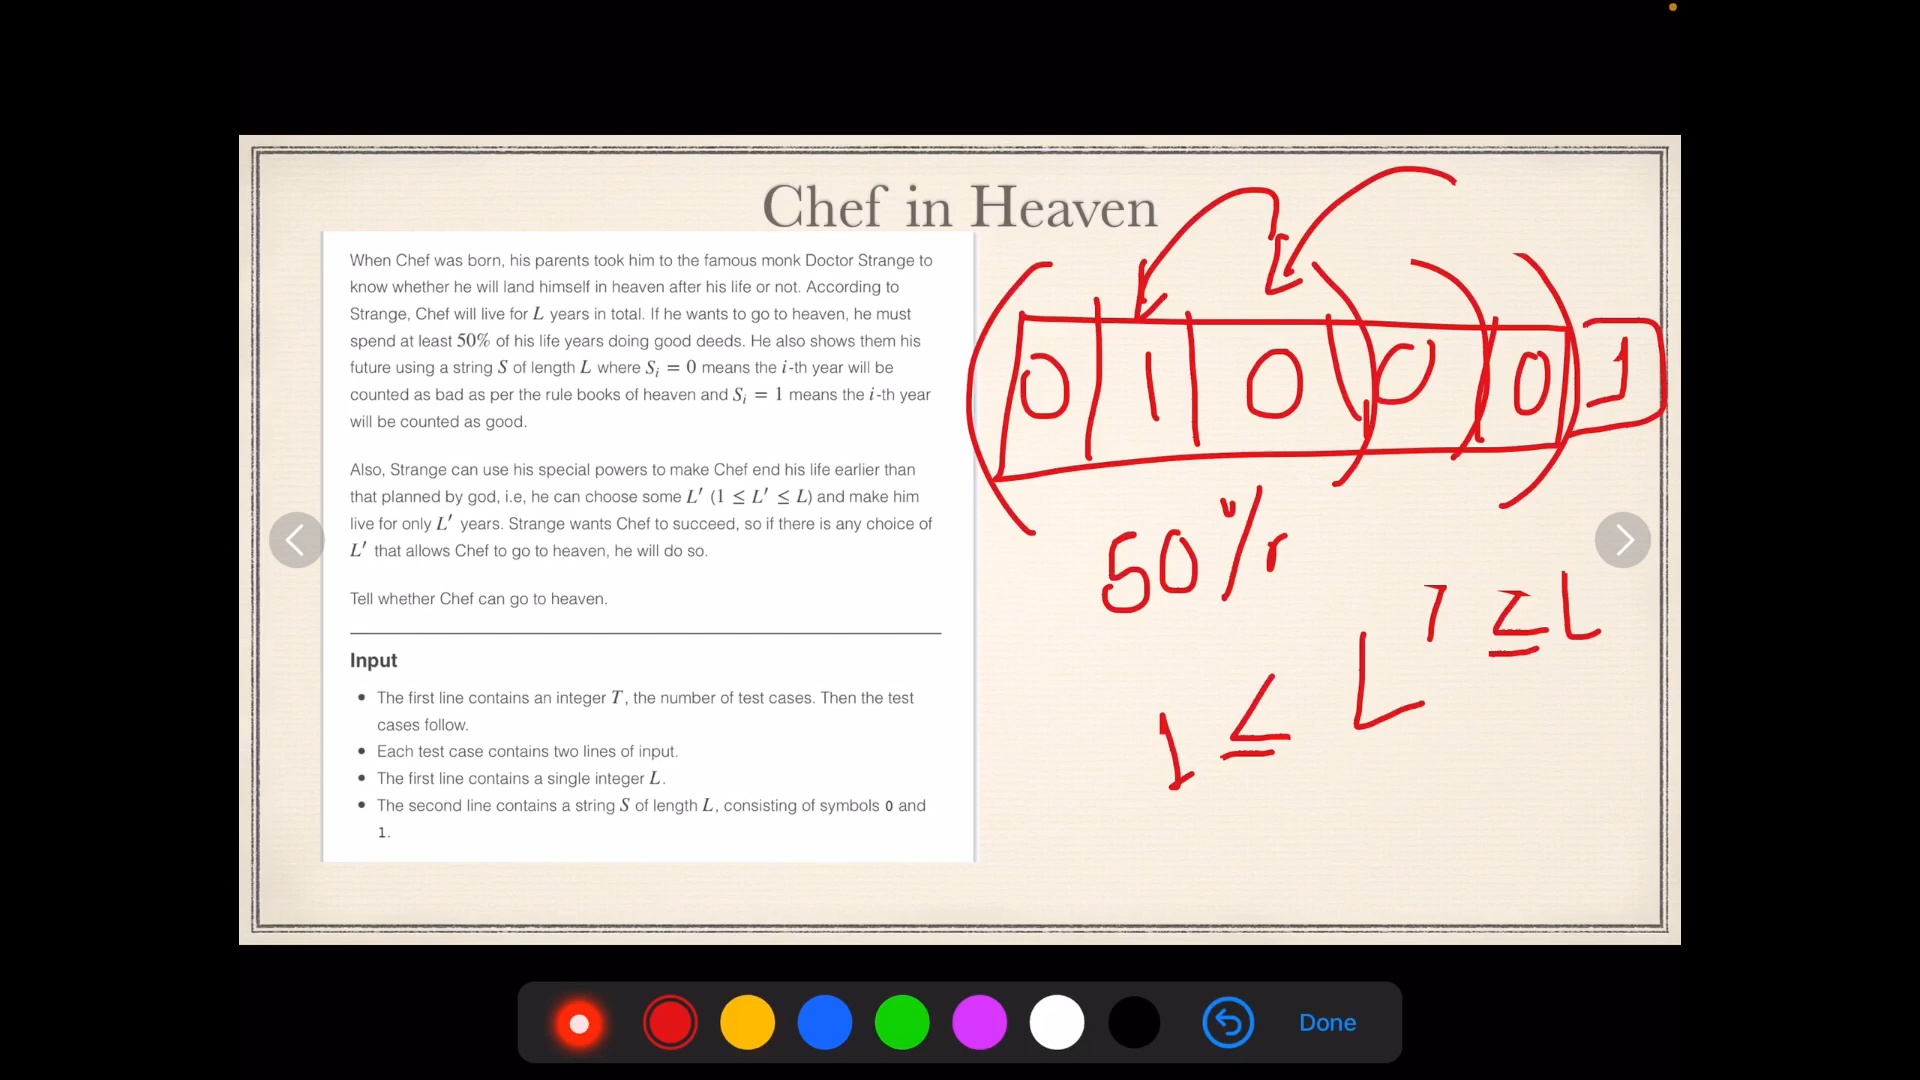 Chef in Heaven
When Chef was born, his parents took him to the famous monk Doctor Strange to
know whether he will land himself in heaven after his life or not. According to
Strange, Chef will live for L years in total. If he wants to go to heaven, he must
spend at least 50% of his life years doing good deeds. He also shows them his
future using a string S of length L where Sᵢ = 0 means the i-th year will be
counted as bad as per the rule books of heaven and Sᵢ = 1 means the i-th year
will be counted as good.
Also, Strange can use his special powers to make Chef end his life earlier than
that planned by god, i.e, he can choose some L′ (1 ≤ L′ ≤ L) and make him
live for only L′ years. Strange wants Chef to succeed, so if there is any choice of
L′ that allows Chef to go to heaven, he will do so.
Tell whether Chef can go to heaven.
Input
• The first line contains an integer T, the number of test cases. Then the test
cases follow.
• Each test case contains two lines of input.
• The first line contains a single integer L.
• The second line contains a string S of length L, consisting of symbols 0 and
1.
0 1 0 0 0 1
50%
1 ≤ L
L
Done